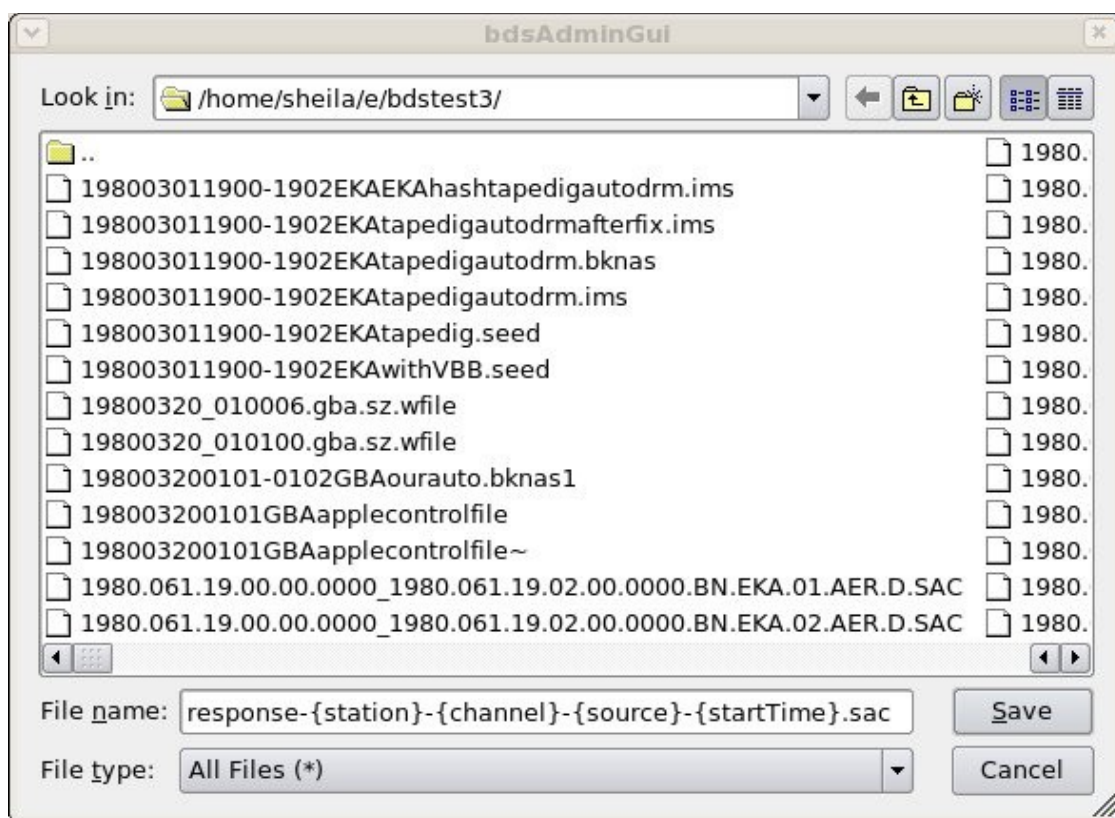 bdsAdminGui
Look in: /home/sheila/e/bdstest3/
..
198003011900-1902EKAEKAhashtapedigautodrm.ims
198003011900-1902EKAtapedigautodrmafterfix.ims
198003011900-1902EKAtapedigautodrm.bknas
198003011900-1902EKAtapedigautodrm.ims
198003011900-1902EKAtapedig.seed
198003011900-1902EKAwithVBB.seed
19800320_010006.gba.sz.wfile
19800320_010100.gba.sz.wfile
198003200101-0102GBAourauto.bknas1
198003200101GBAapplecontrolfile
198003200101GBAapplecontrolfile~
1980.061.19.00.00.0000_1980.061.19.02.00.0000.BN.EKA.01.AER.D.SAC
1980.061.19.00.00.0000_1980.061.19.02.00.0000.BN.EKA.02.AER.D.SAC
1980.
1980.
1980.
1980.
1980.
1980.
1980.
1980.
1980.
1980.
1980.
1980.
1980.
1980.
File name: response-{station}-{channel}-{source}-{startTime}.sac Save
File type: All Files (*) Cancel